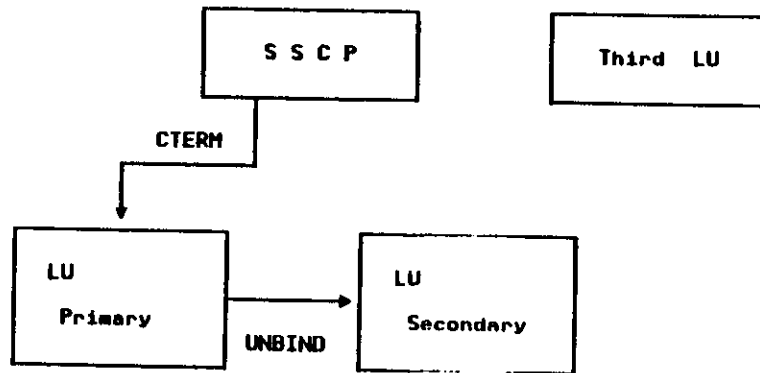 S S C P
Third LU
CTERM
LU
Primary
UNBIND
LU
Secondary